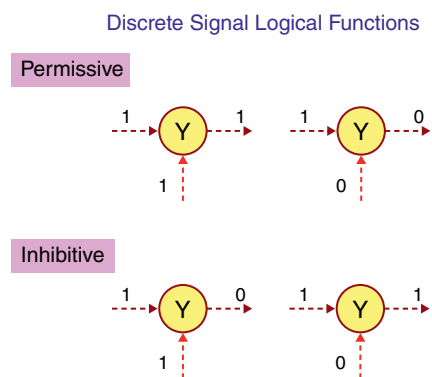 Discrete Signal Logical Functions
Permissive
1 Y 1 1 Y 0
1 0
Inhibitive
1 Y 0 1 Y 1
1 0